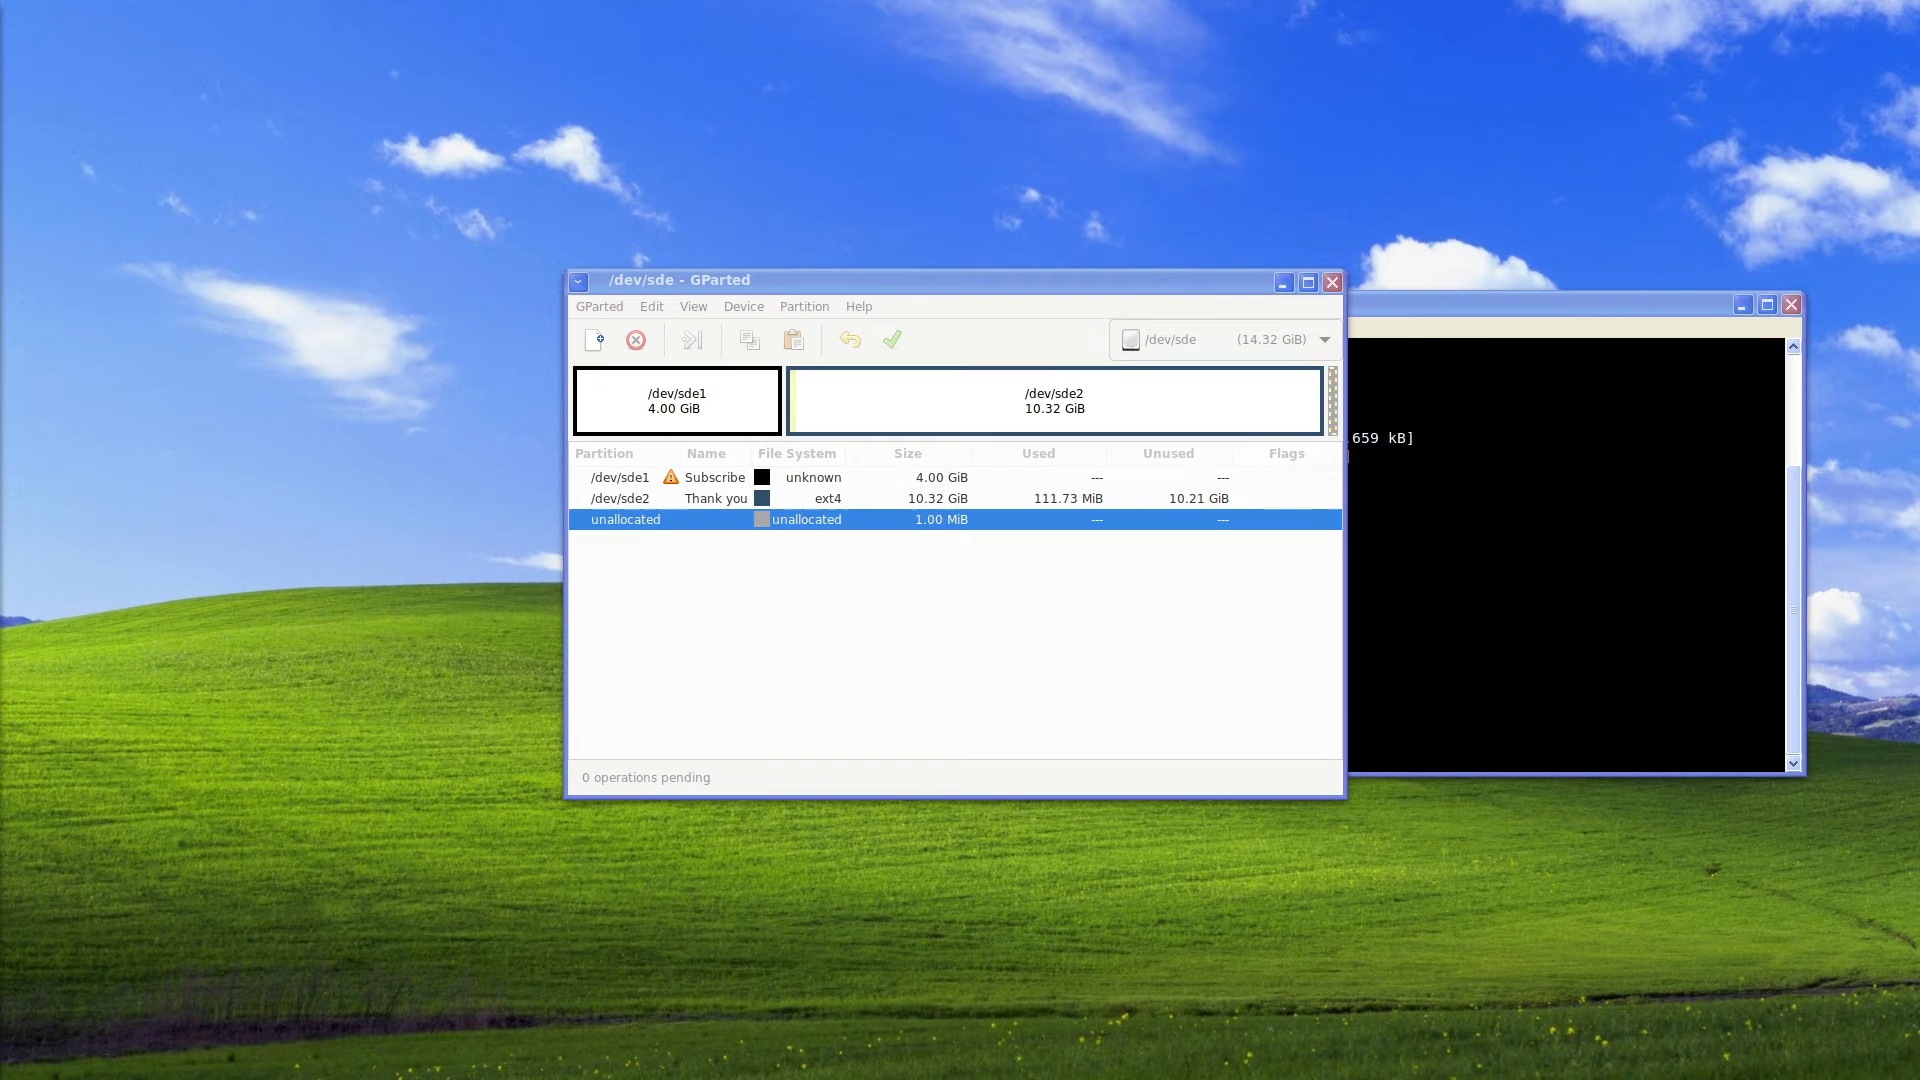 /dev/sde - GParted
GParted Edit View Device Partition Help
/dev/sde (14.32 GiB)
/dev/sde1
4.00 GiB
/dev/sde2
10.32 GiB
Partition Name File System Size Used Unused Flags
/dev/sde1 Subscribe unknown 4.00 GiB --- ---
/dev/sde2 Thank you ext4 10.32 GiB 111.73 MiB 10.21 GiB
unallocated unallocated 1.00 MiB --- ---
0 operations pending
659 kB]